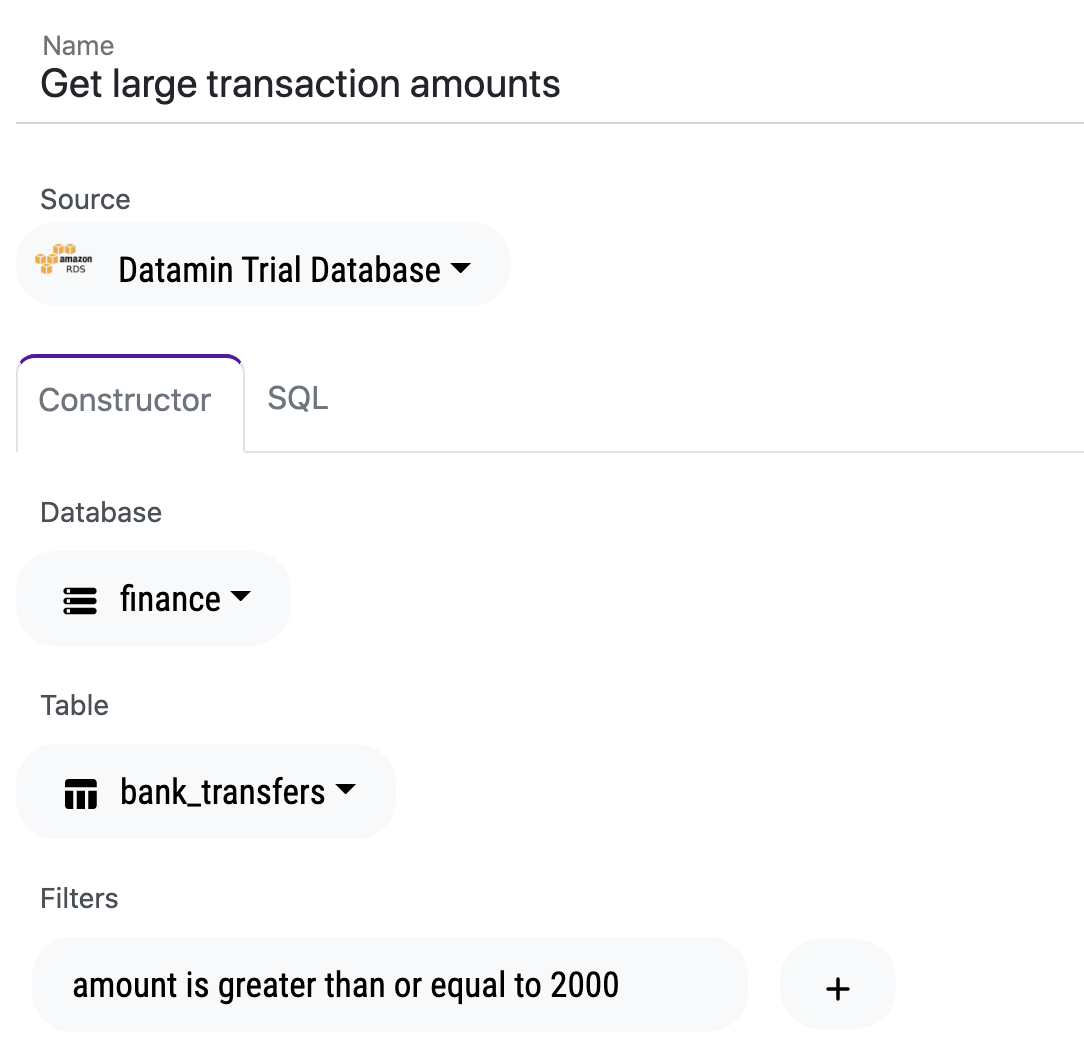 Name
Get large transaction amounts
Source
amazon
RDS
Datamin Trial Database
Constructor SQL
Database
finance
Table
bank_transfers
Filters
amount is greater than or equal to 2000 +